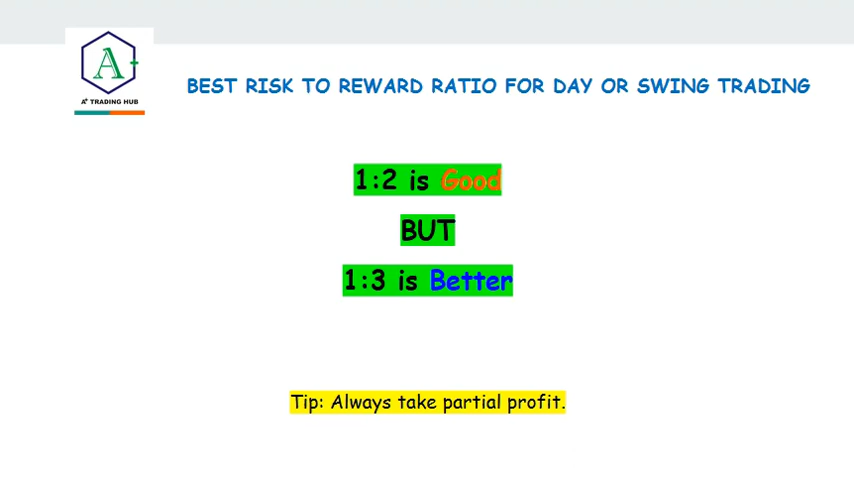 A+
A+ TRADING HUB
BEST RISK TO REWARD RATIO FOR DAY OR SWING TRADING
1:2 is Good
BUT
1:3 is Better
Tip: Always take partial profit.